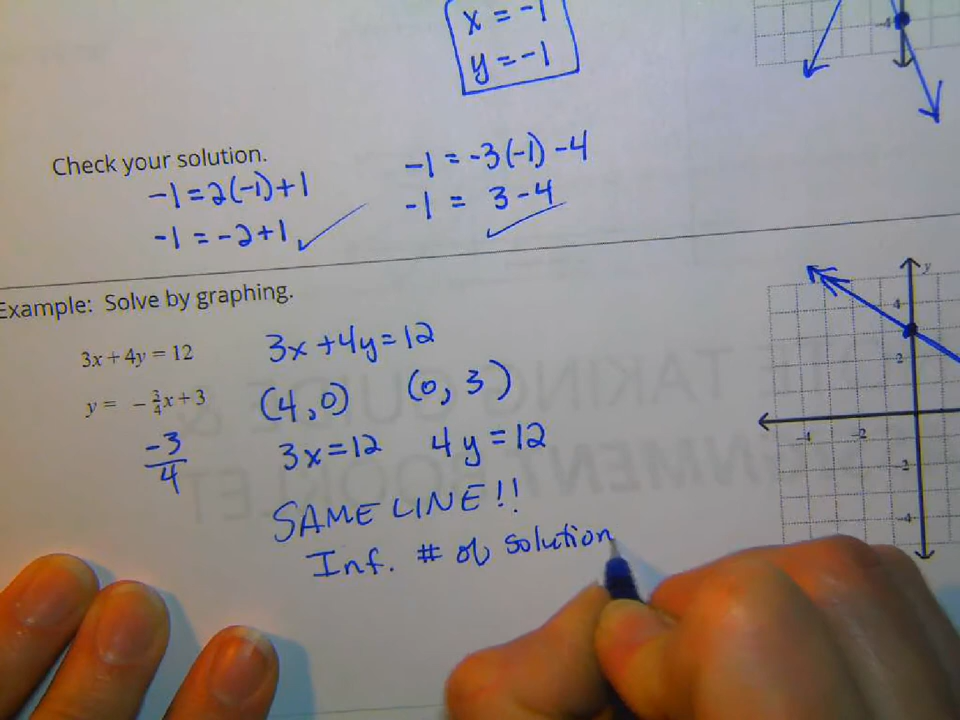 x = -1
y = -1
Check your solution.
-1 = 2(-1)+1
-1 = -2+1
-1 = -3(-1) -4
-1 = 3-4
Example: Solve by graphing.
3x + 4y = 12
y = -3/4x + 3
-3/4
3x +4y = 12
(4,0) (0,3)
3x = 12 4y = 12
SAME LINE!!
Inf. # of solution
y
4
2
-4 -2
-2
-4
-4